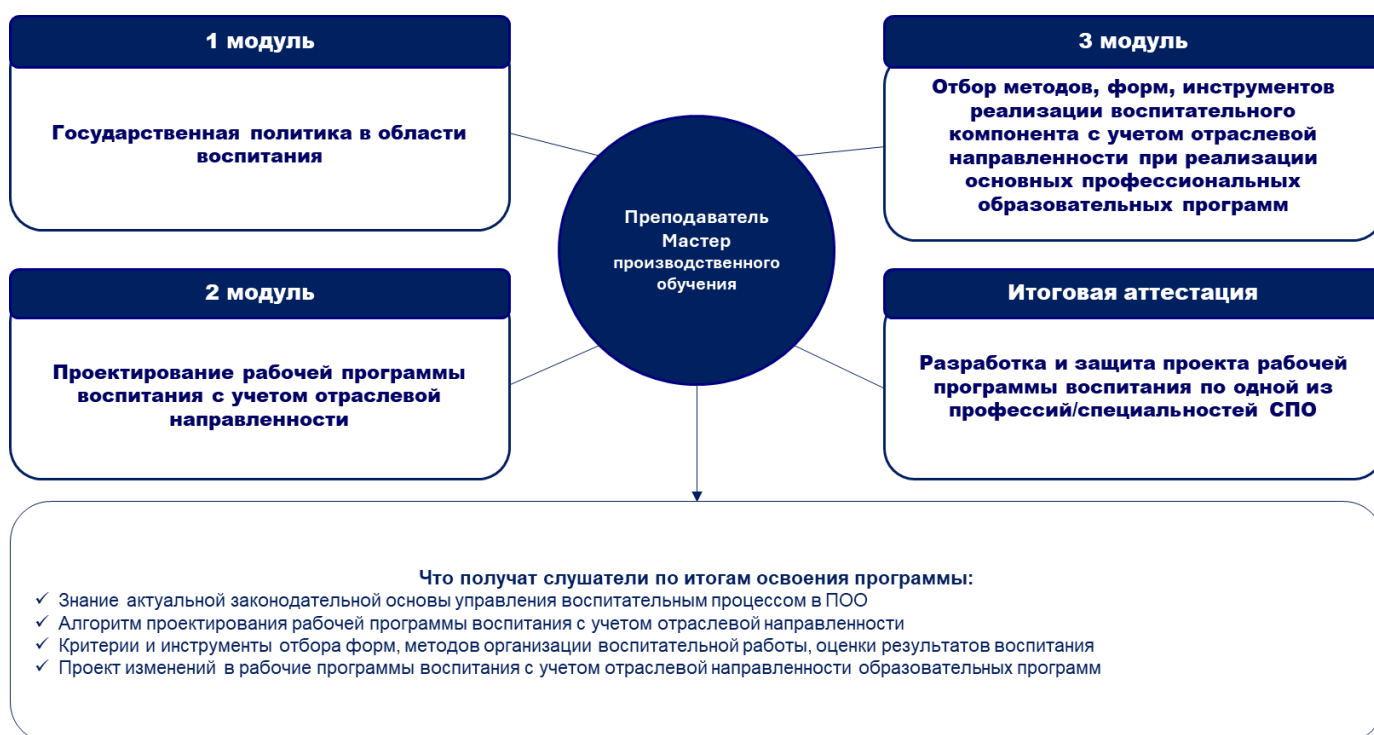 1 модуль
Государственная политика в области
воспитания
2 модуль
Проектирование рабочей программы
воспитания с учетом отраслевой
направленности
Преподаватель
Мастер
производственного
обучения
3 модуль
Отбор методов, форм, инструментов
реализации воспитательного
компонента с учетом отраслевой
направленности при реализации
основных профессиональных
образовательных программ
Итоговая аттестация
Разработка и защита проекта рабочей
программы воспитания по одной из
профессий/специальностей СПО
Что получат слушатели по итогам освоения программы:
✓ Знание актуальной законодательной основы управления воспитательным процессом в ПОО
✓ Алгоритм проектирования рабочей программы воспитания с учетом отраслевой направленности
✓ Критерии и инструменты отбора форм, методов организации воспитательной работы, оценки результатов воспитания
✓ Проект изменений в рабочие программы воспитания с учетом отраслевой направленности образовательных программ